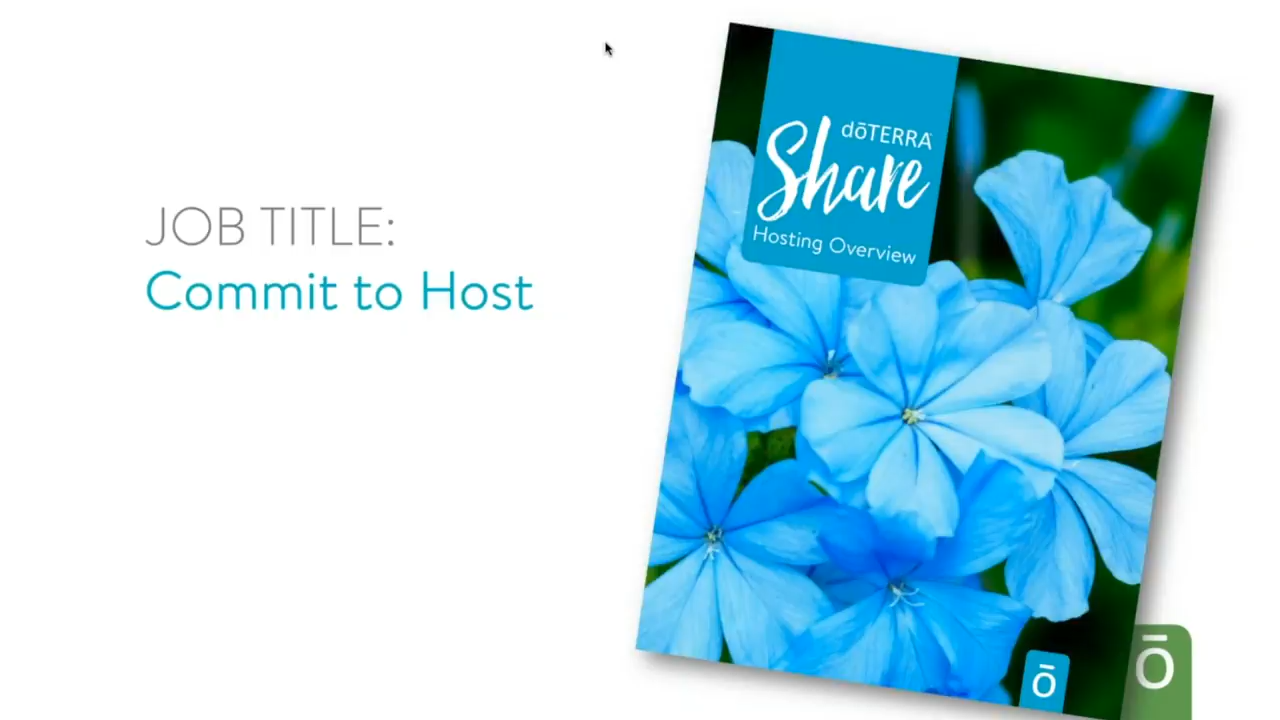 JOB TITLE:
Commit to Host
dōTERRA
Share
Hosting Overview
ō
ō